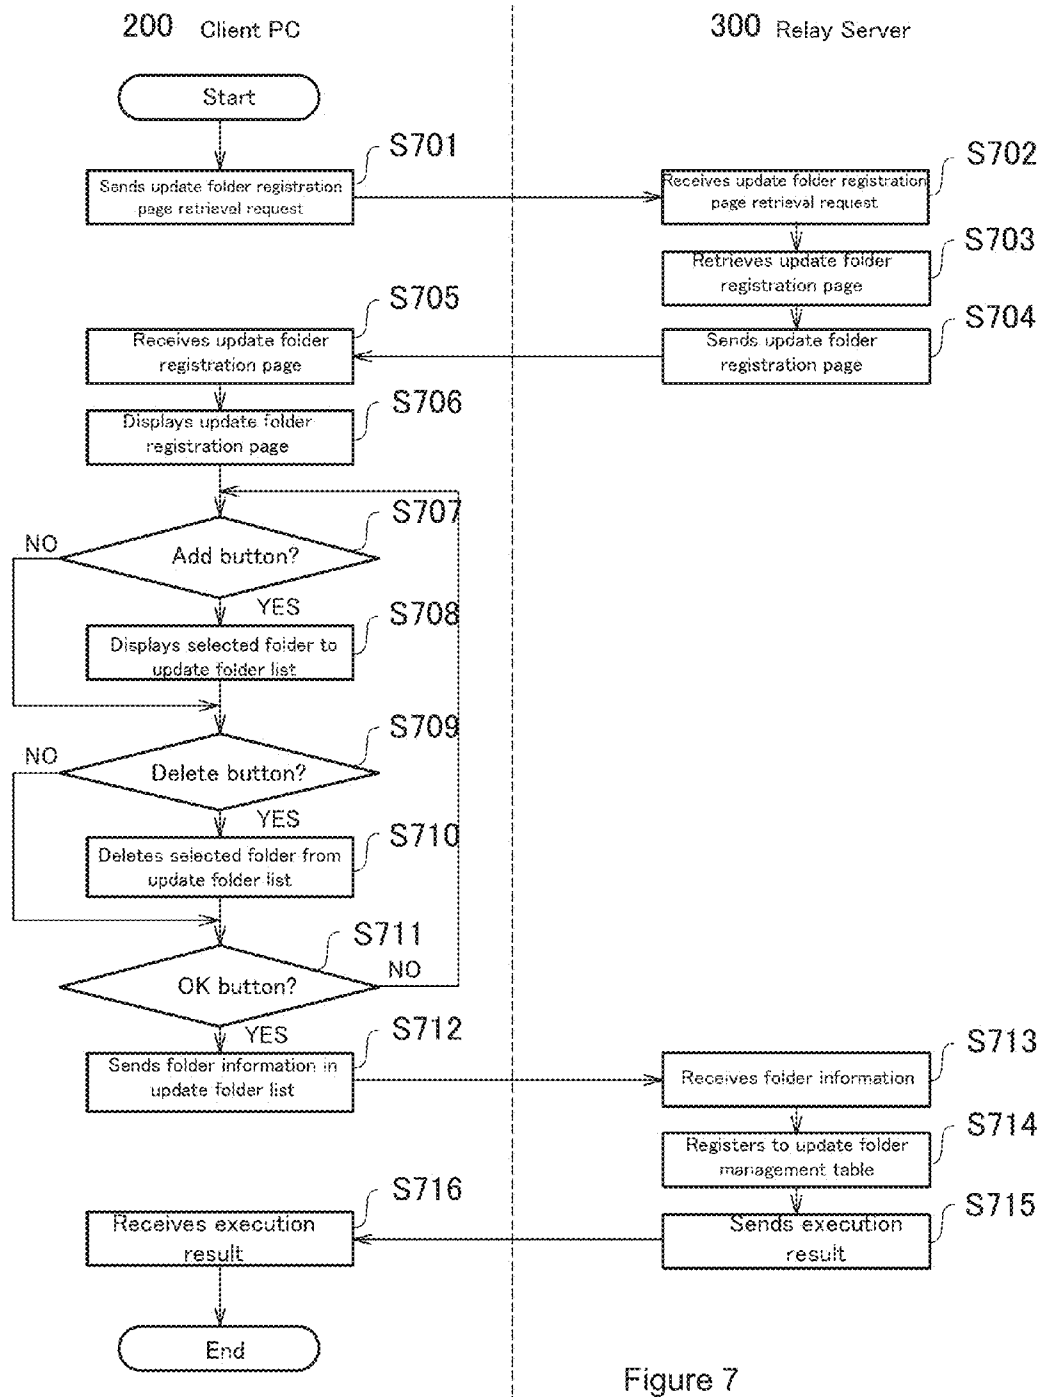 200 Client PC
300 Relay Server
Start
S701
Sends update folder registration
page retrieval request
S702
Receives update folder registration
page retrieval request
S703
Retrieves update folder
registration page
S704
Sends update folder
registration page
S705
Receives update folder
registration page
S706
Displays update folder
registration page
S707
Add button?
NO
YES
S708
Displays selected folder to
update folder list
S709
Delete button?
NO
YES
S710
Deletes selected folder from
update folder list
S711
OK button?
NO
YES
S712
Sends folder information in
update folder list
S713
Receives folder information
S714
Registers to update folder
management table
S715
Sends execution
result
S716
Receives execution
result
End
Figure 7